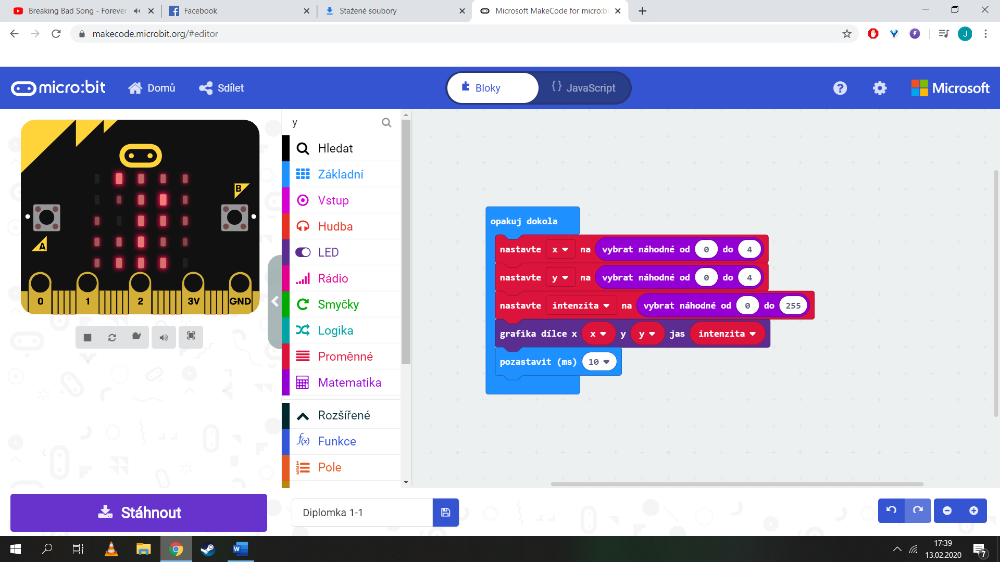 Breaking Bad Song - Forever
Facebook
Stažené soubory
Microsoft MakeCode for micro:bi
makecode.microbit.org/#editor
J
micro:bit
Domů
Sdílet
Bloky
{} JavaScript
?
Microsoft
y
Hledat
Základní
Vstup
Hudba
LED
Rádio
Smyčky
Logika
Proměnné
Matematika
Rozšířené
f(x) Funkce
1 2 3 Pole
B
A
0 1 2 3V GND
opakuj dokola
nastavte x na vybrat náhodné od 0 do 4
nastavte y na vybrat náhodné od 0 do 4
nastavte intenzita na vybrat náhodné od 0 do 255
grafika dílce x x y y jas intenzita
pozastavit (ms) 10
Stáhnout
Diplomka 1-1
W
17:39
13.02.2020
7